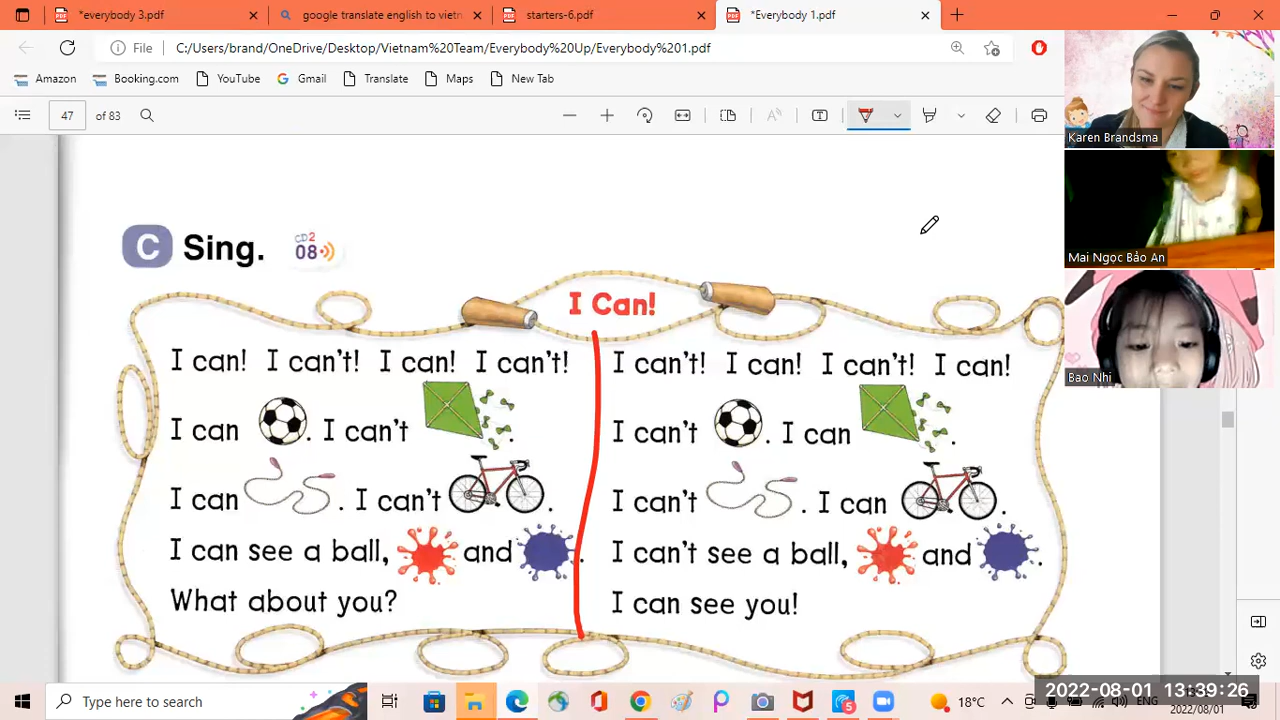 *everybody 3.pdf
google translate english to vietn
starters-6.pdf
*Everybody 1.pdf
File
C:/Users/brand/OneDrive/Desktop/Vietnam%20Team/Everybody%20Up/Everybody%201.pdf
Amazon
Booking.com
YouTube
Gmail
Translate
Maps
New Tab
47 of 83
Karen Brandsma
Mai Ngọc Bảo An
Bao Nhi
C Sing. CD2 08
I Can!
I can! I can't! I can! I can't!
I can . I can't .
I can . I can't .
I can see a ball, and .
What about you?
I can't! I can! I can't! I can!
I can't . I can .
I can't . I can .
I can't see a ball, and .
I can see you!
Type here to search
5
18°C
ENG
2022-08-01 13:39:26
2022/08/01